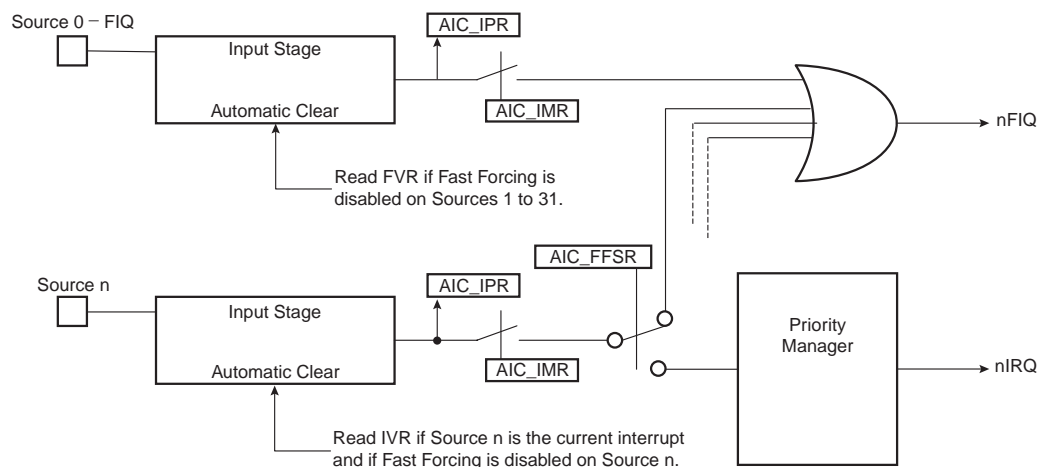 Source 0 – FIQ
AIC_IPR
Input Stage
Automatic Clear
AIC_IMR
nFIQ
Read FVR if Fast Forcing is
disabled on Sources 1 to 31.
AIC_FFSR
Source n
AIC_IPR
Input Stage
Priority
Manager
Automatic Clear
AIC_IMR
nIRQ
Read IVR if Source n is the current interrupt
and if Fast Forcing is disabled on Source n.